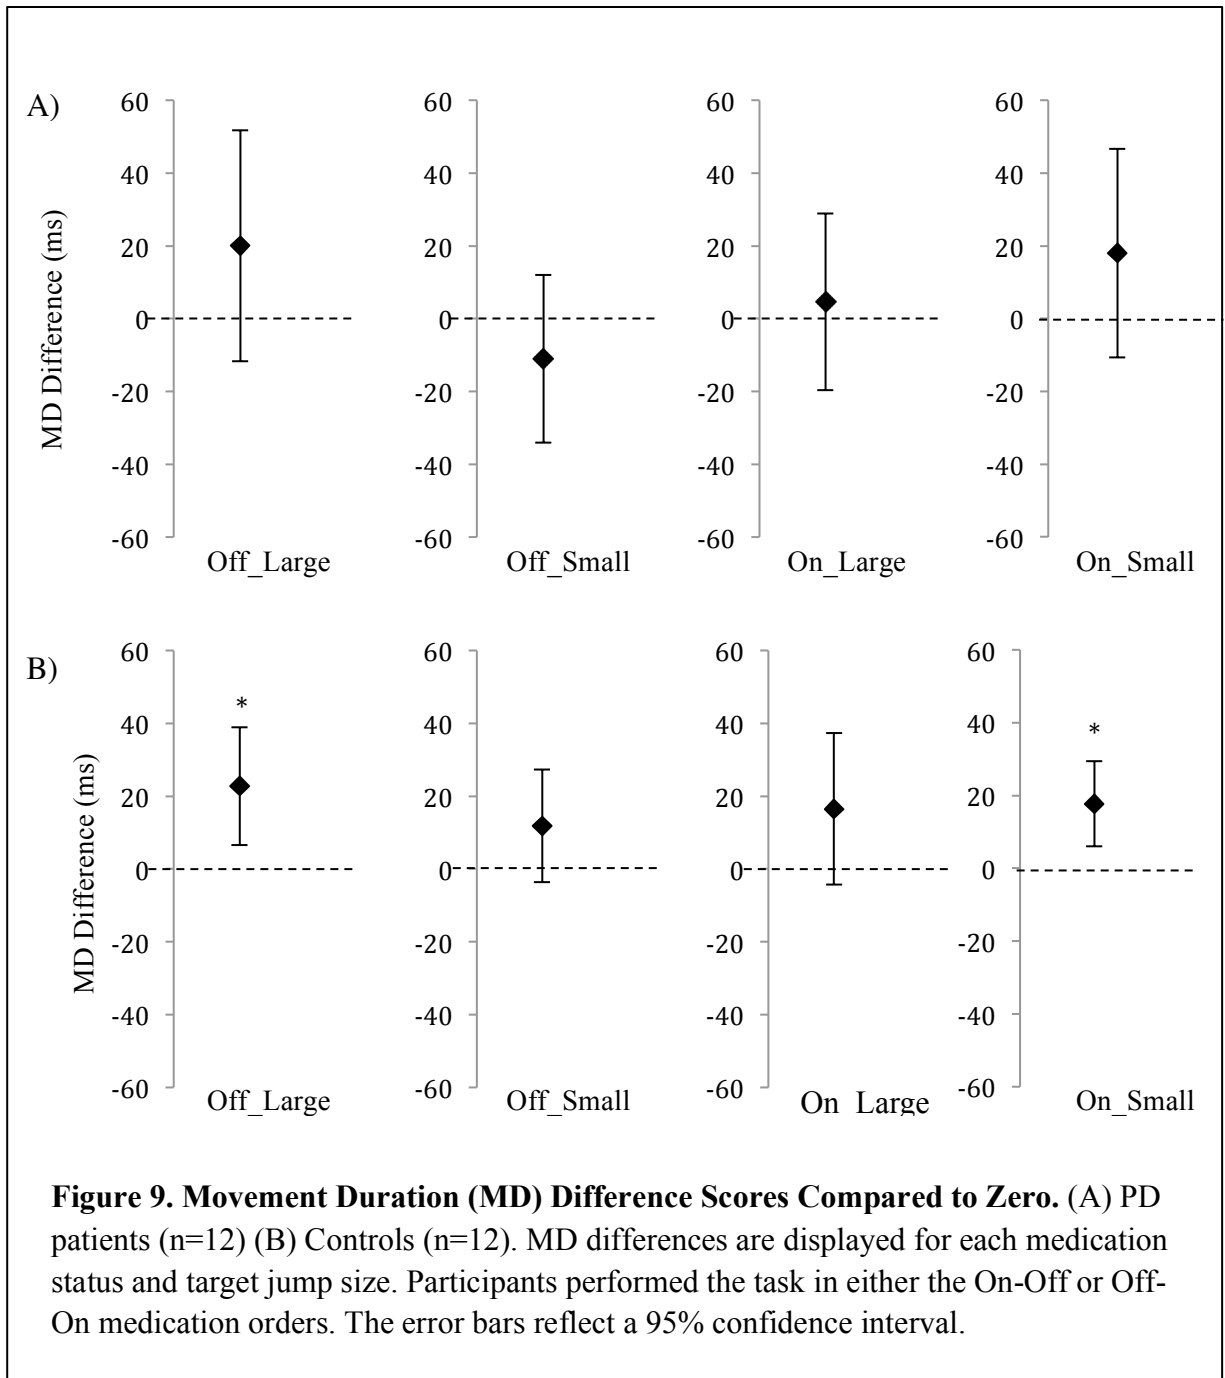 A)
MD Difference (ms)
60 60 60 60
40 40 40 40
20 20 20 20
0 0 0 0
-20 -20 -20 -20
-40 -40 -40 -40
-60 -60 -60 -60
Off_Large Off_Small On_Large On_Small
B)
MD Difference (ms)
60 60 60 60
* *
40 40 40 40
20 20 20 20
0 0 0 0
-20 -20 -20 -20
-40 -40 -40 -40
-60 -60 -60 -60
Off_Large Off_Small On_Large On_Small
Figure 9. Movement Duration (MD) Difference Scores Compared to Zero. (A) PD
patients (n=12) (B) Controls (n=12). MD differences are displayed for each medication
status and target jump size. Participants performed the task in either the On-Off or Off-
On medication orders. The error bars reflect a 95% confidence interval.